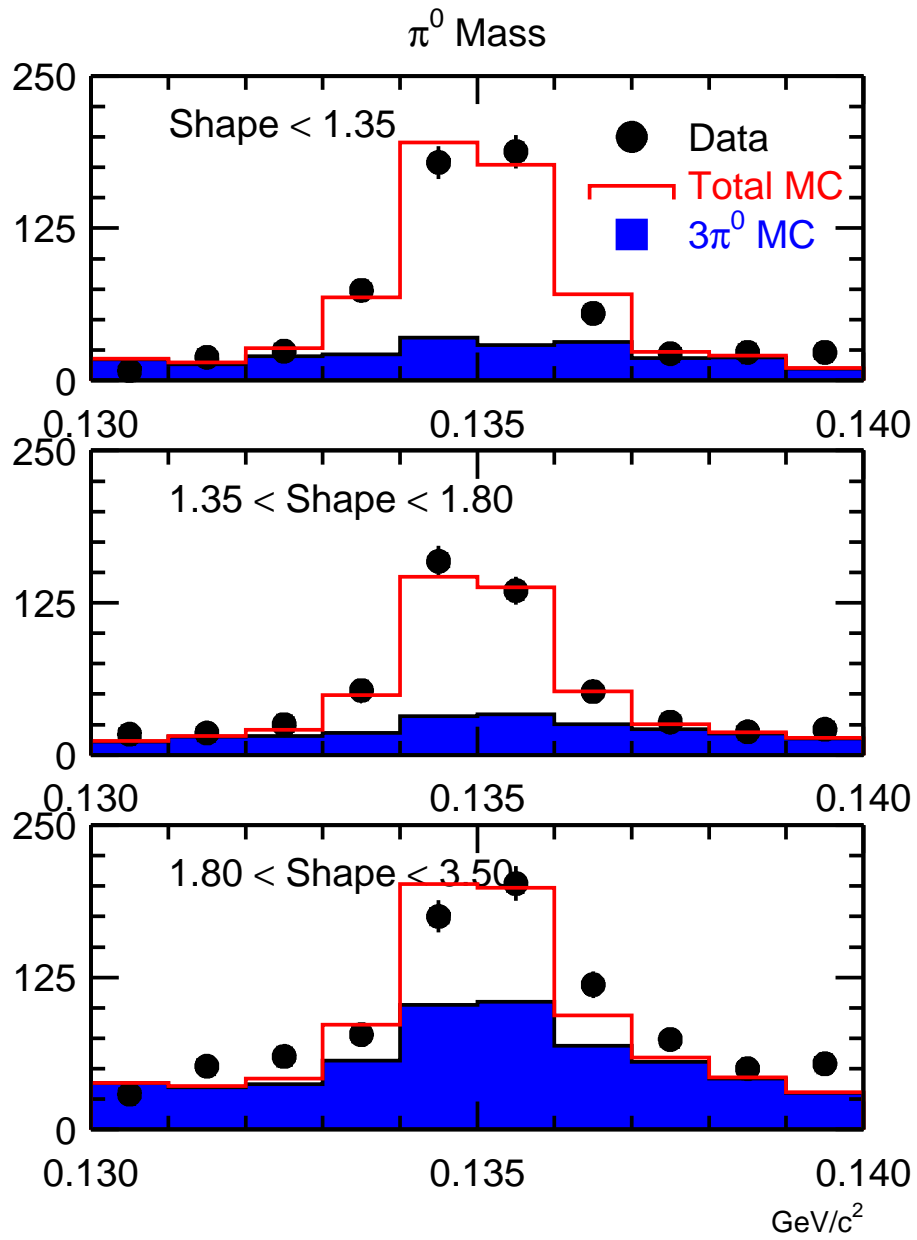 π⁰ Mass
250
Shape < 1.35
Data
Total MC
3π⁰ MC
125
0
0.130 0.135 0.140
250
1.35 < Shape < 1.80
125
0
0.130 0.135 0.140
250
1.80 < Shape < 3.50
125
0
0.130 0.135 0.140
GeV/c²